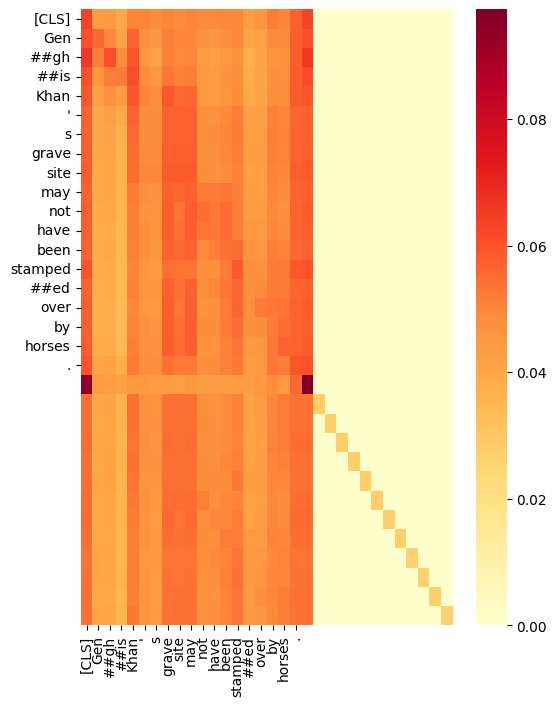 [CLS]
Gen
##gh
##is
Khan
'
s
grave
site
may
not
have
been
stamped
##ed
over
by
horses
.
[CLS]
Gen
##gh
##is
Khan
'
s
grave
site
may
not
have
been
stamped
##ed
over
by
horses
.
0.08
0.06
0.04
0.02
0.00